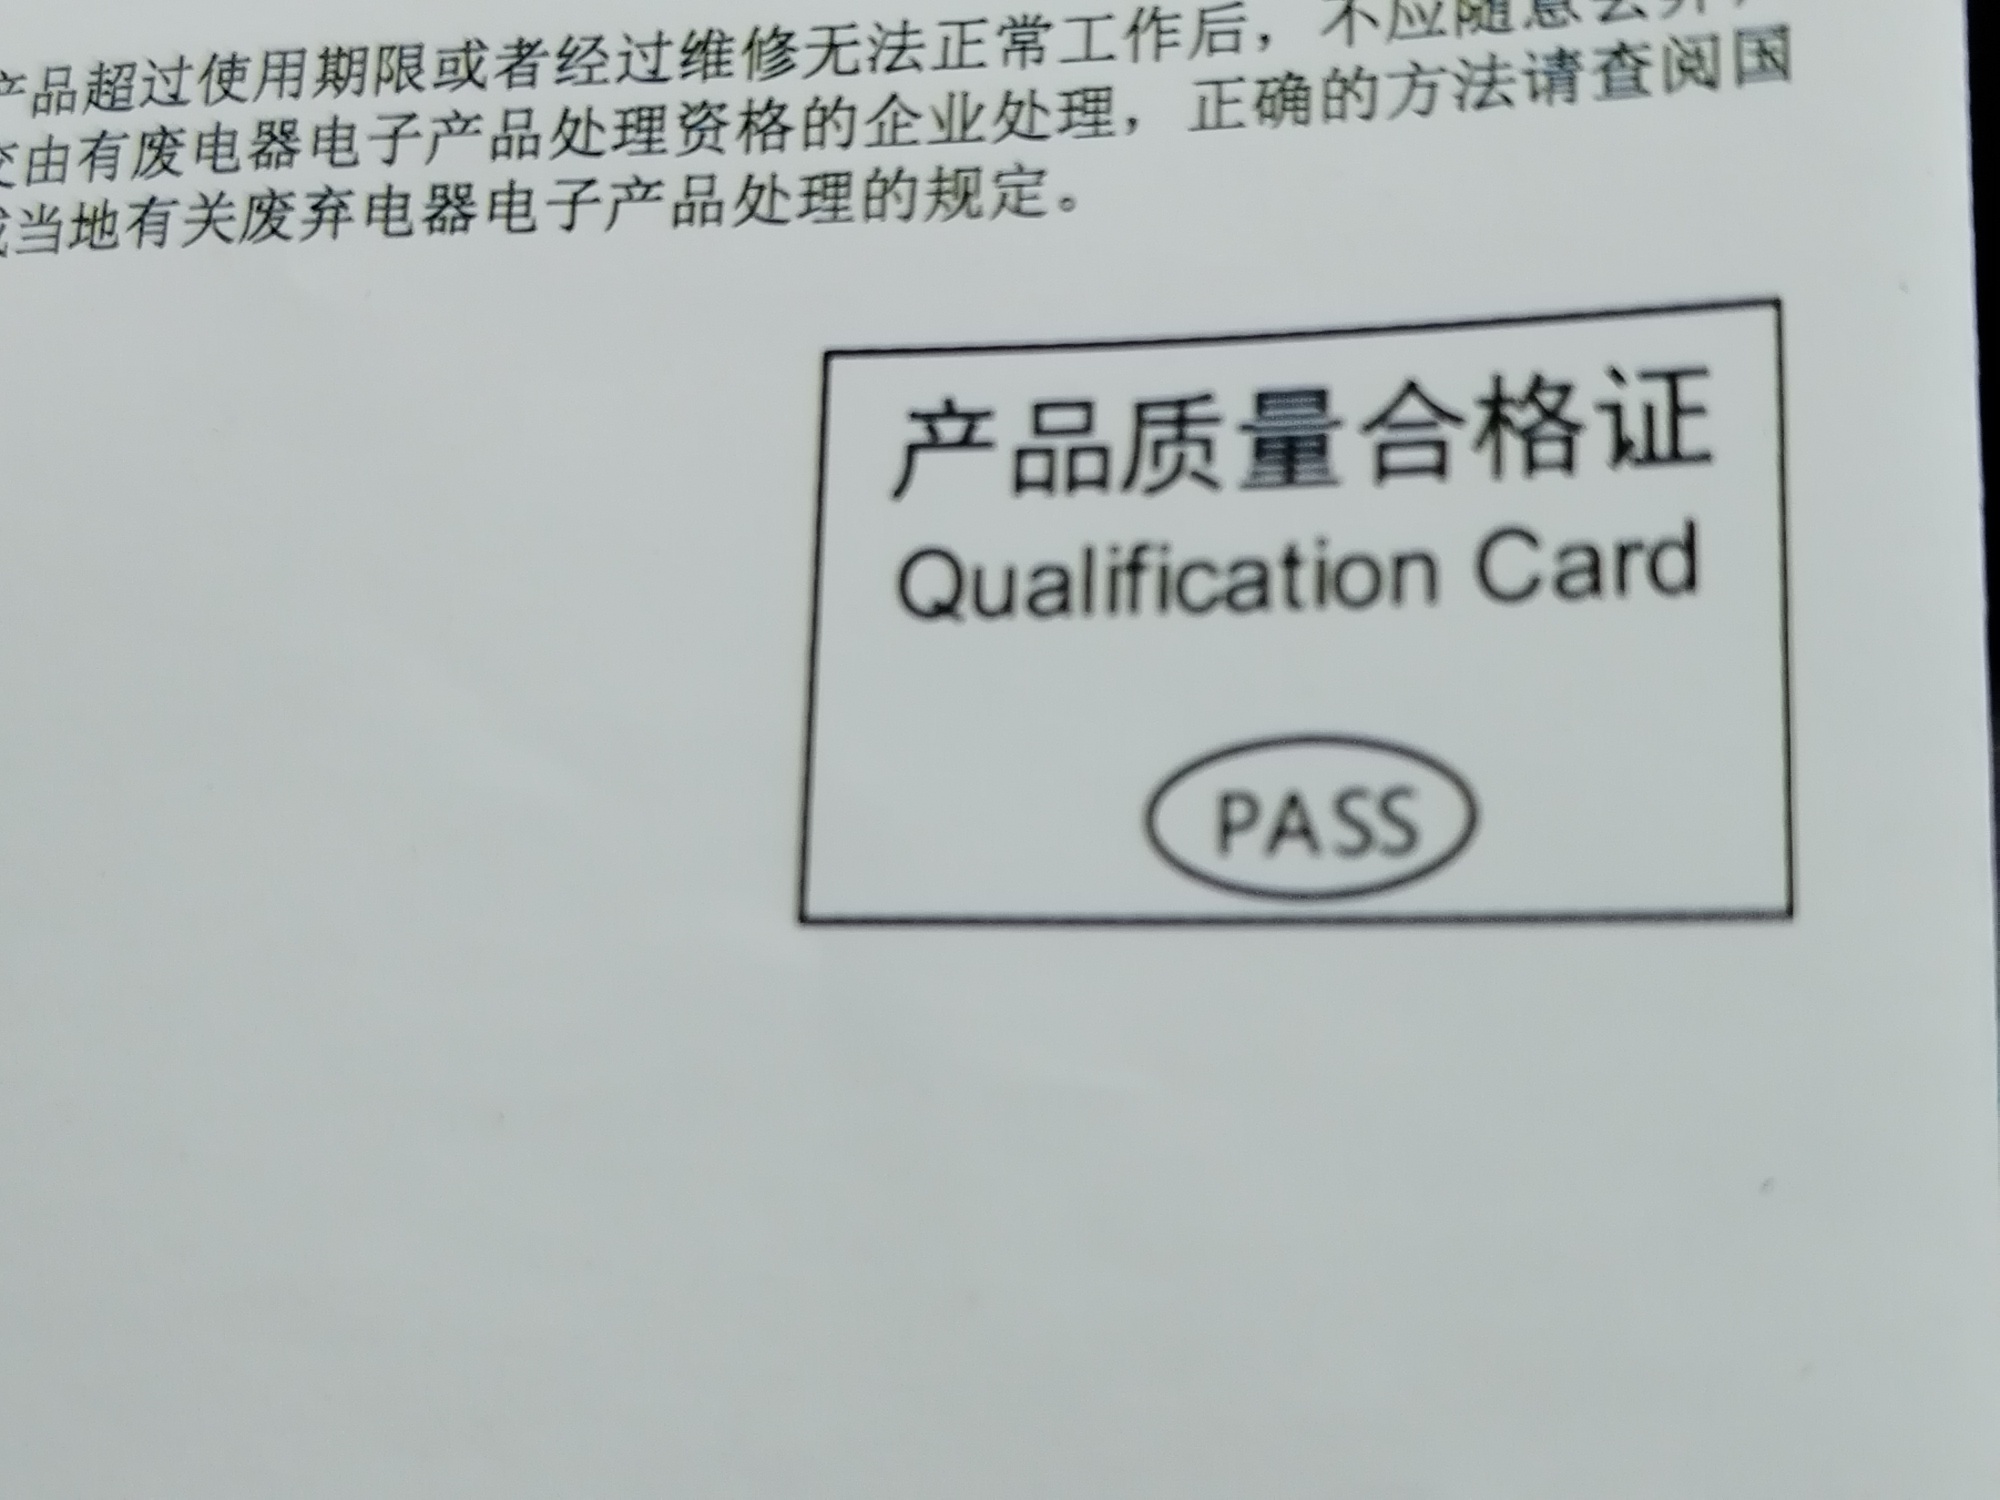 产品超过使用期限或者经过维修无法正常工作后，不应随意
交由有废电器电子产品处理资格的企业处理，正确的方法请查阅国
当地有关废弃电器电子产品处理的规定。
产品质量合格证
Qualification Card
PASS